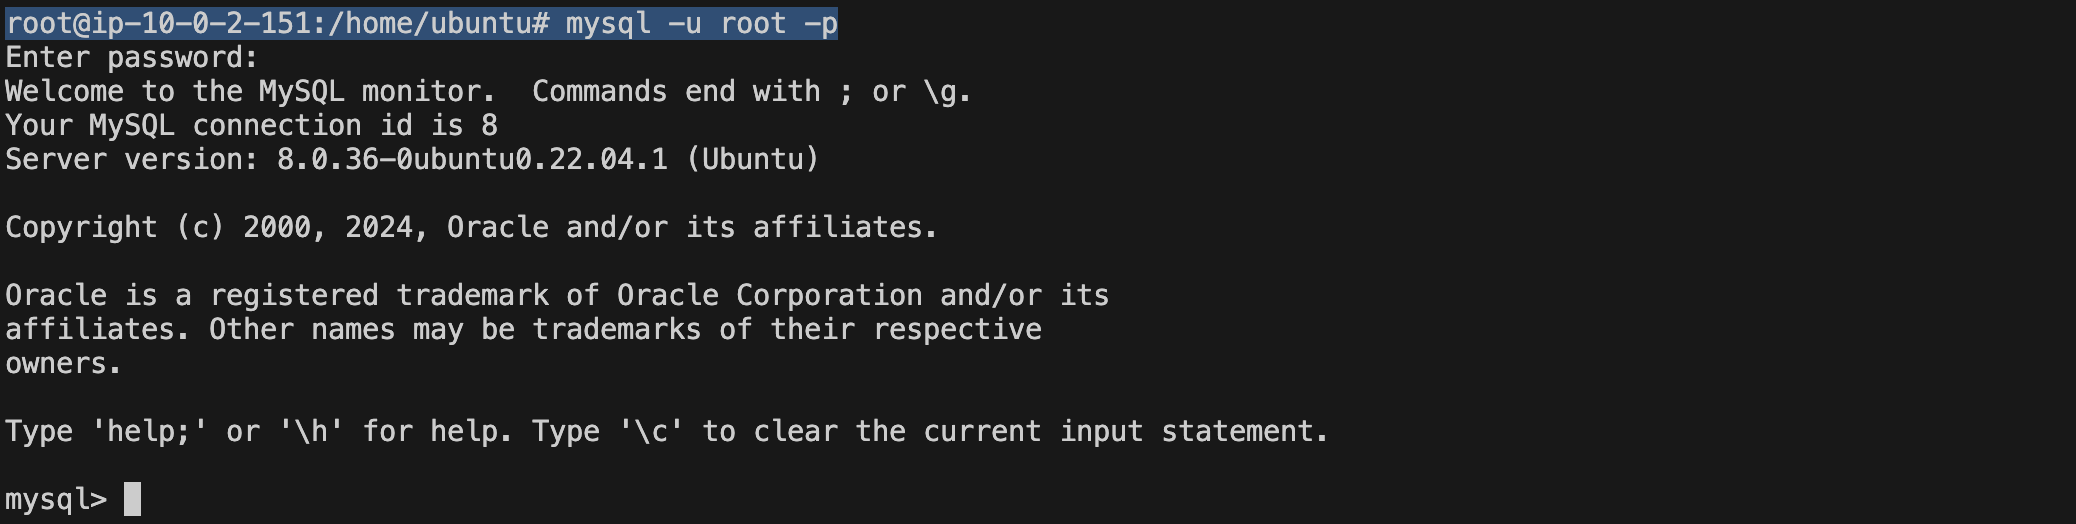 root@ip-10-0-2-151:/home/ubuntu# mysql -u root -p
Enter password:
Welcome to the MySQL monitor.  Commands end with ; or \g.
Your MySQL connection id is 8
Server version: 8.0.36-0ubuntu0.22.04.1 (Ubuntu)

Copyright (c) 2000, 2024, Oracle and/or its affiliates.

Oracle is a registered trademark of Oracle Corporation and/or its
affiliates. Other names may be trademarks of their respective
owners.

Type 'help;' or '\h' for help. Type '\c' to clear the current input statement.

mysql>